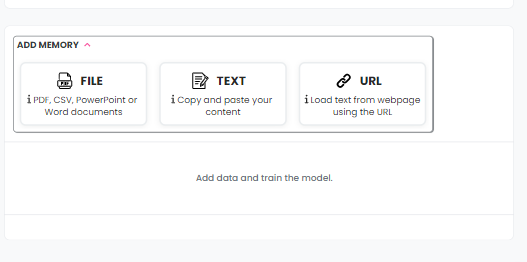 ADD MEMORY
FILE
PDF, CSV, PowerPoint or
Word documents
TEXT
Copy and paste your
content
URL
Load text from webpage
using the URL
Add data and train the model.